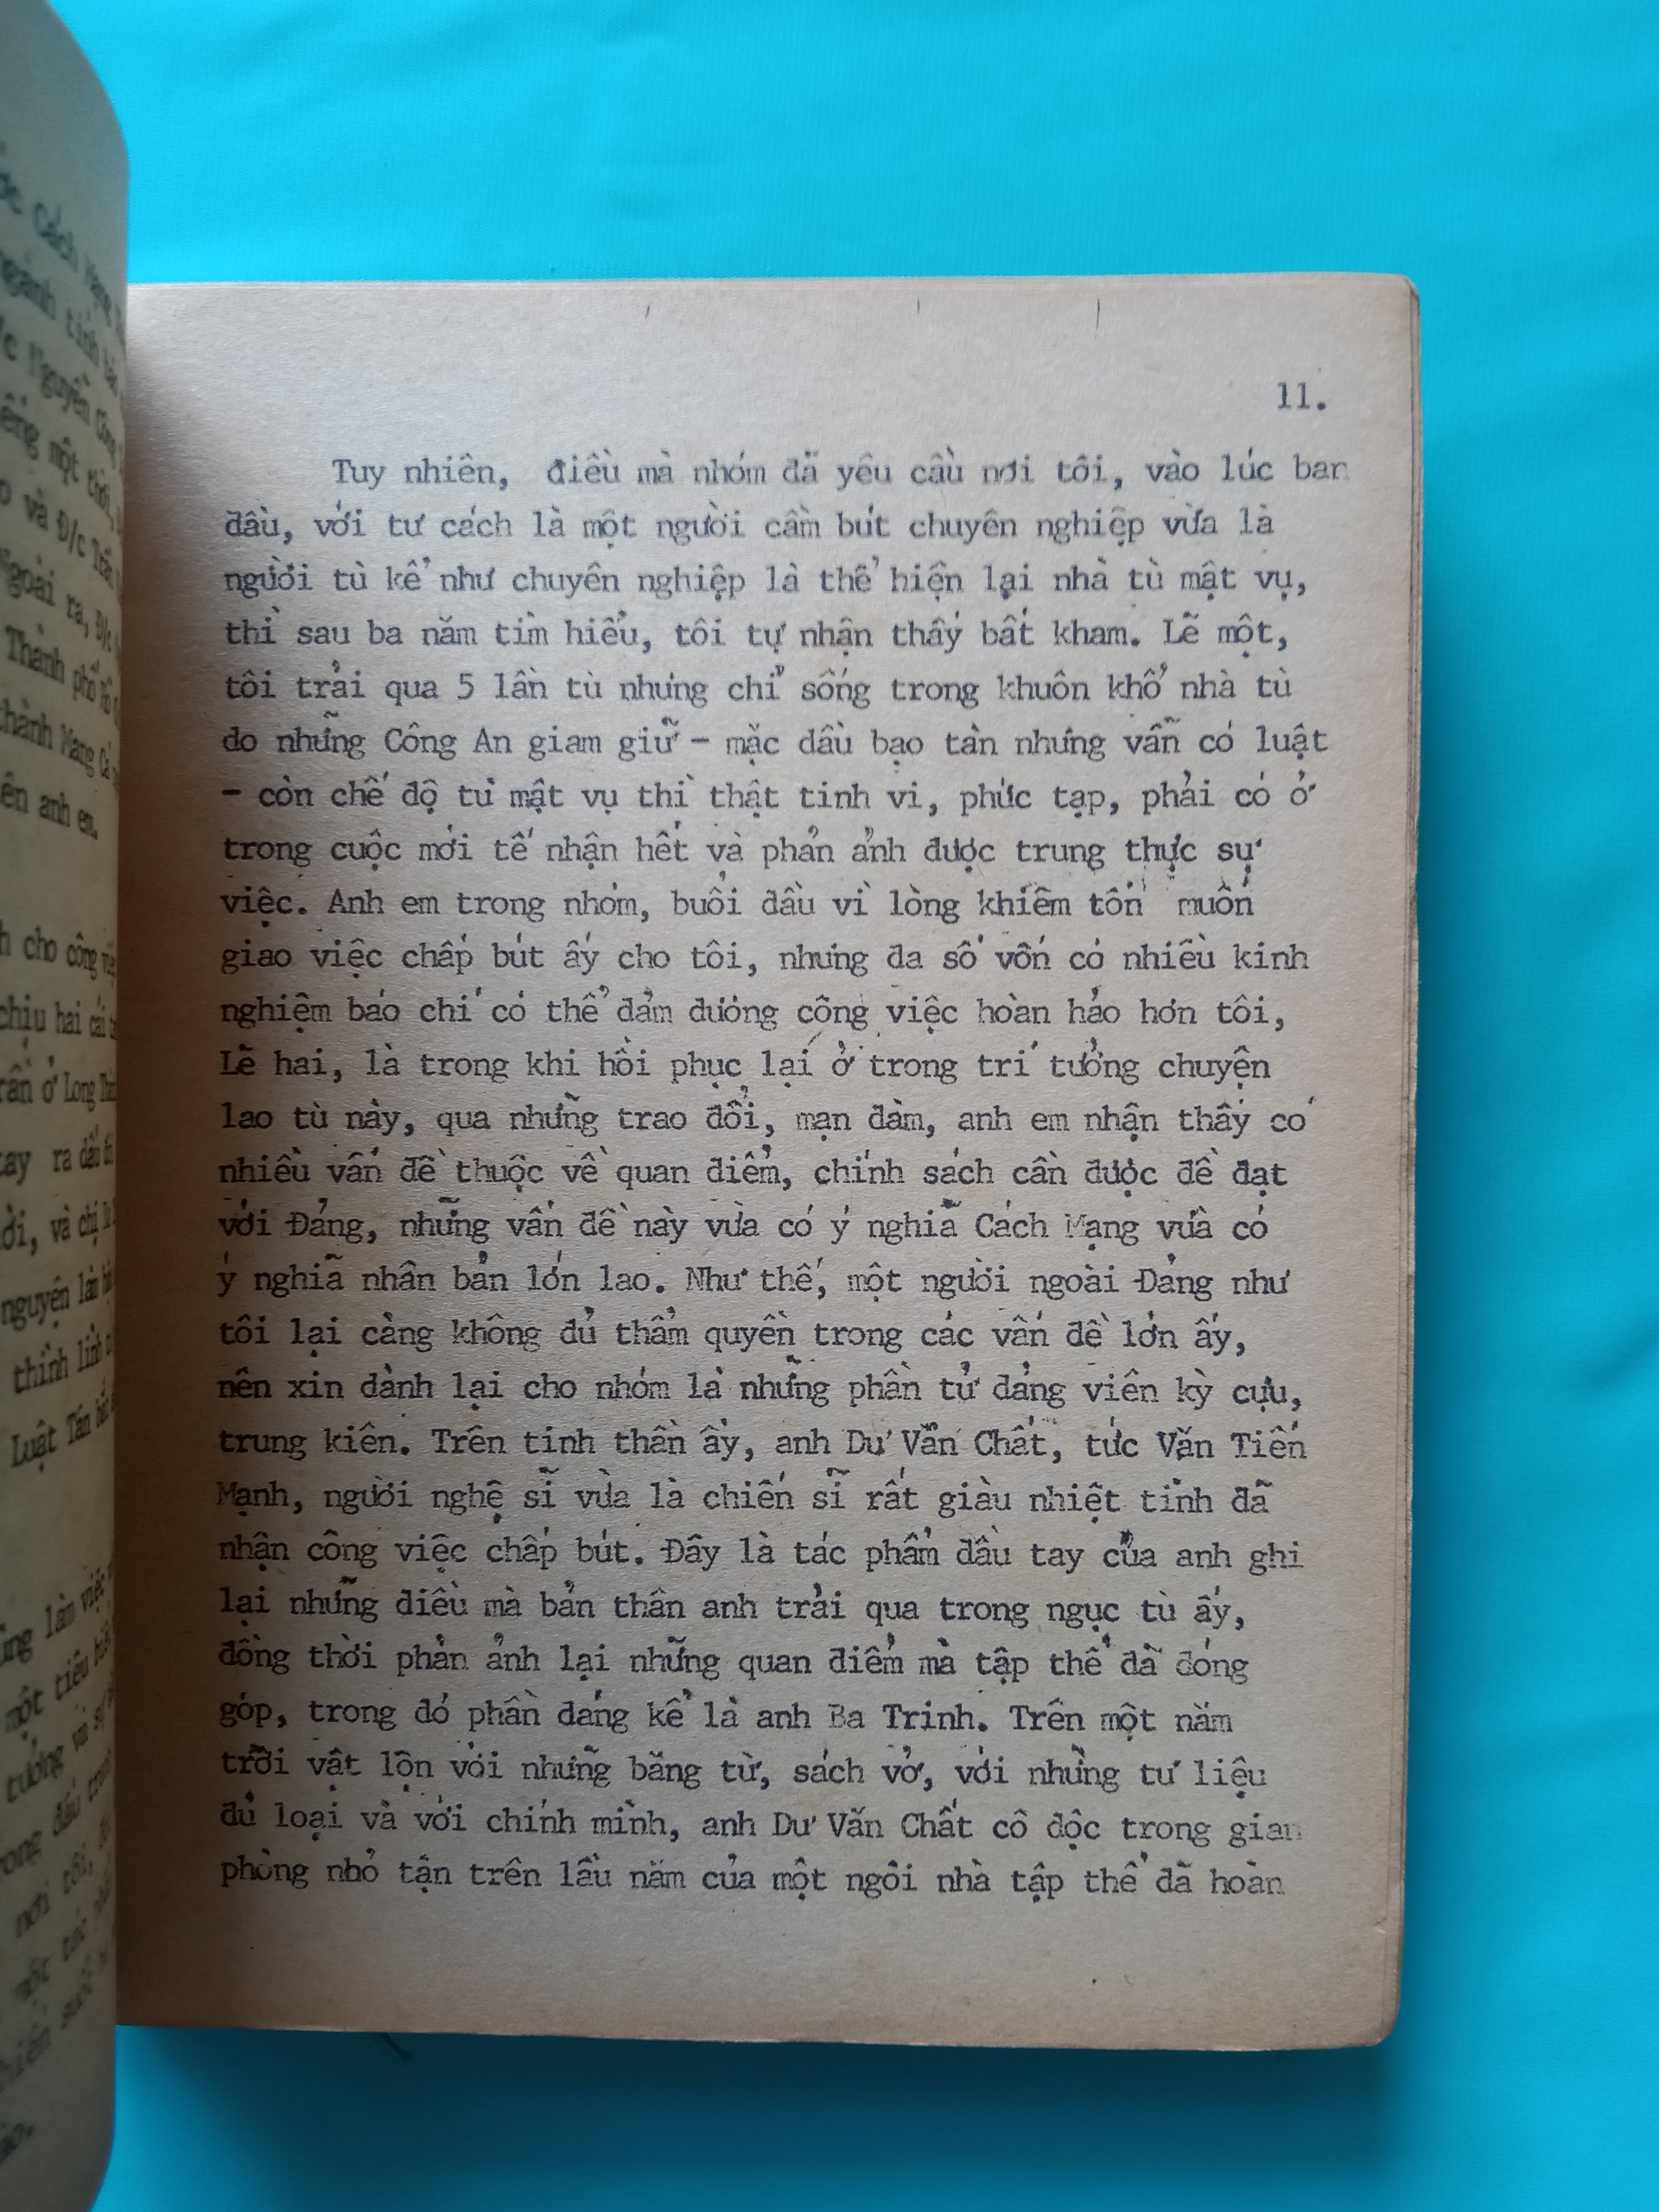 11.
Tuy nhiên, điều mà nhóm đã yêu cầu nơi tôi, vào lúc ban
đầu, với tư cách là một người cầm bút chuyên nghiệp vừa là
người tù kể như chuyên nghiệp là thể hiện lại nhà tù mật vụ,
thì sau ba năm tìm hiểu, tôi tự nhận thấy bất kham. Lẽ một,
tôi trải qua 5 lần tù nhưng chỉ sống trong khuôn khổ nhà tù
do những Công An giam giữ - mặc dầu bạo tàn nhưng vẫn có luật
- còn chế độ tù mật vụ thì thật tinh vi, phức tạp, phải có ở
trong cuộc mới tế nhận hết và phản ảnh được trung thực sự
việc. Anh em trong nhóm, buổi đầu vì lòng khiêm tốn muốn
giao việc chấp bút ấy cho tôi, nhưng đa số vốn có nhiều kinh
nghiệm báo chí có thể đảm đương công việc hoàn hảo hơn tôi,
Lẽ hai, là trong khi hồi phục lại ở trong trí tưởng chuyện
lao tù này, qua những trao đổi, mạn đàm, anh em nhận thấy có
nhiều vấn đề thuộc về quan điểm, chính sách cần được đề đạt
với Đảng, những vấn đề này vừa có ý nghĩa Cách Mạng vừa có
ý nghĩa nhân bản lớn lao. Như thế, một người ngoài Đảng như
tôi lại càng không đủ thẩm quyền trong các vấn đề lớn ấy,
nên xin dành lại cho nhóm là những phần tử đảng viên kỳ cựu,
trung kiên. Trên tinh thần ấy, anh Dư Văn Chất, tức Văn Tiến
Mạnh, người nghệ sĩ vừa là chiến sĩ rất giàu nhiệt tình đã
nhận công việc chấp bút. Đây là tác phẩm đầu tay của anh ghi
lại những điều mà bản thân anh trải qua trong ngục tù ấy,
đồng thời phản ảnh lại những quan điểm mà tập thể đã đóng
góp, trong đó phần đáng kể là anh Ba Trinh. Trên một năm
trời vật lộn với những băng từ, sách vở, với những tư liệu
đủ loại và với chính mình, anh Dư Văn Chất cô độc trong gian
phòng nhỏ tận trên lầu năm của một ngôi nhà tập thể đã hoàn